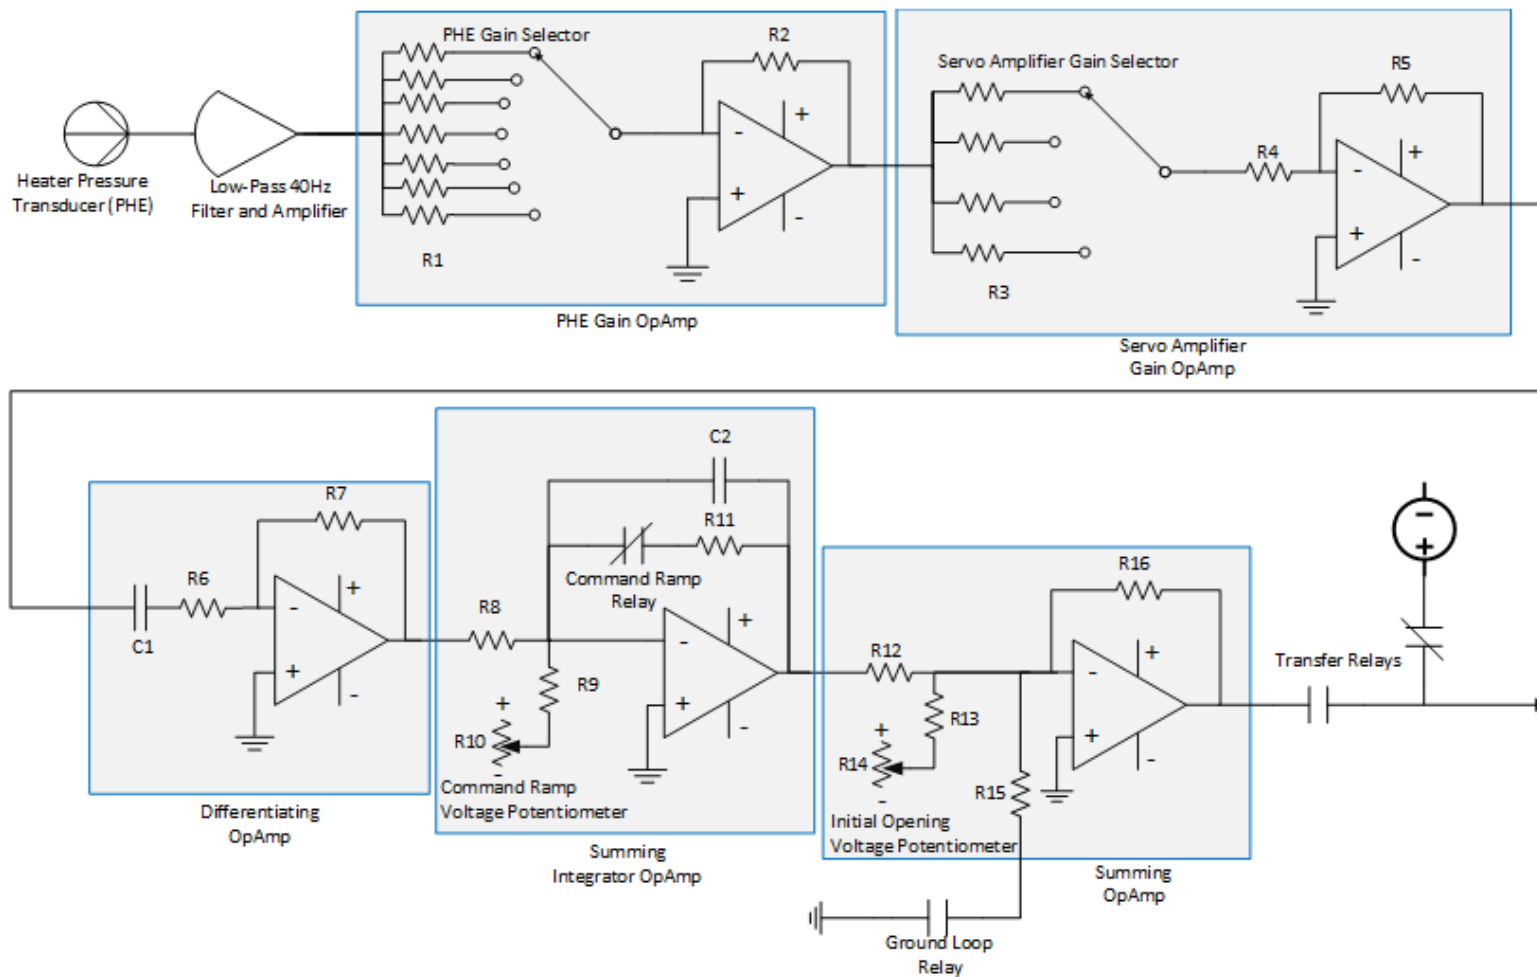 PHE Gain Selector
R2
Servo Amplifier Gain Selector
R5
-
+
+
-
R4
-
+
+
-
Heater Pressure
Transducer (PHE)
Low-Pass 40Hz
Filter and Amplifier
R1
R3
PHE Gain OpAmp
Servo Amplifier
Gain OpAmp
C2
R7
R11
Command Ramp
Relay
R6
C1
-
+
+
-
R8
R9
-
+
+
-
+
R10
-
Command Ramp
Voltage Potentiometer
R16
R12
R13
-
+
+
-
+
R14
-
R15
Initial Opening
Voltage Potentiometer
Transfer Relays
-
+
Differentiating
OpAmp
Summing
Integrator OpAmp
Summing
OpAmp
Ground Loop
Relay